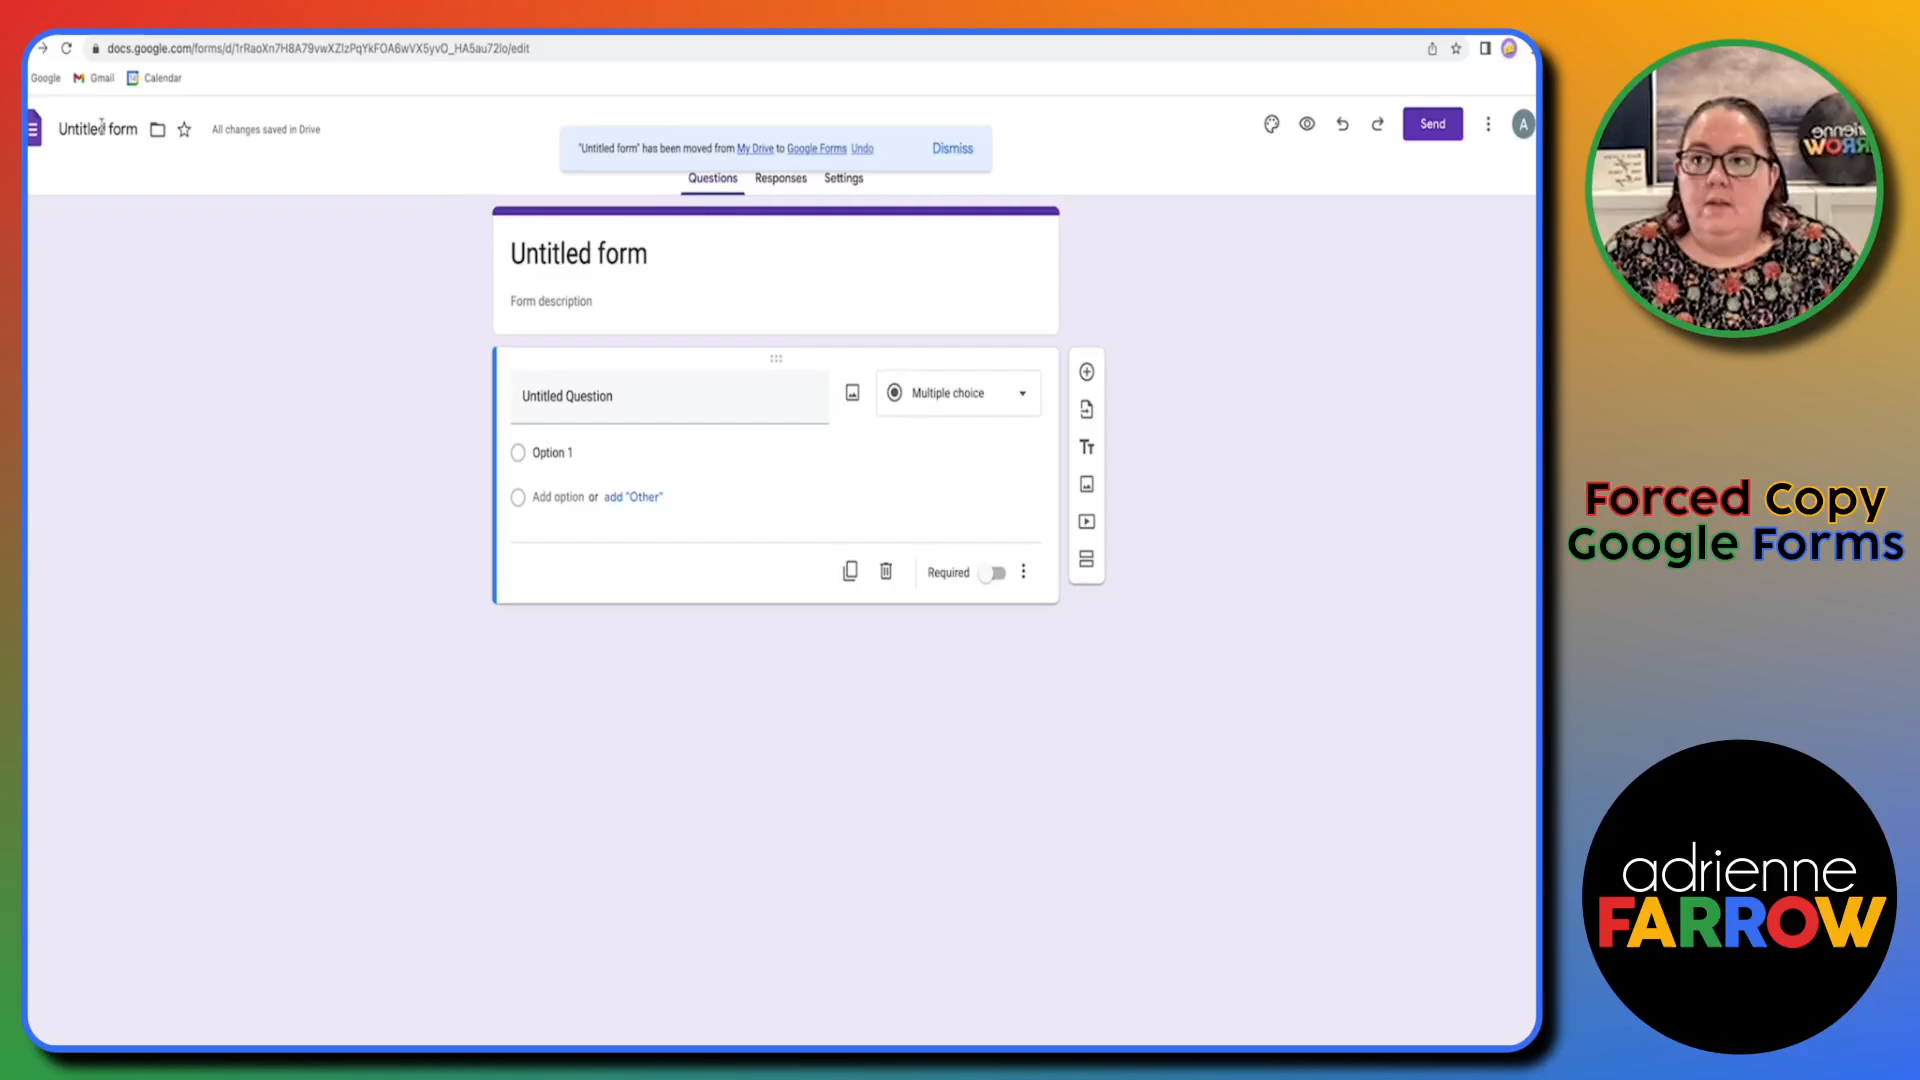 docs.google.com/forms/d/1rRaoXn7H8A79vwXZlzPqYkFOA6wVX5yvO_HA5au72lo/edit
Google Gmail Calendar
Untitled form All changes saved in Drive
"Untitled form" has been moved from My Drive to Google Forms Undo Dismiss
Send A
Questions Responses Settings
Untitled form
Form description
Untitled Question Multiple choice
Option 1
Add option or add "Other"
Required
Tт
Forced Copy
Google Forms
adrienne
FARROW